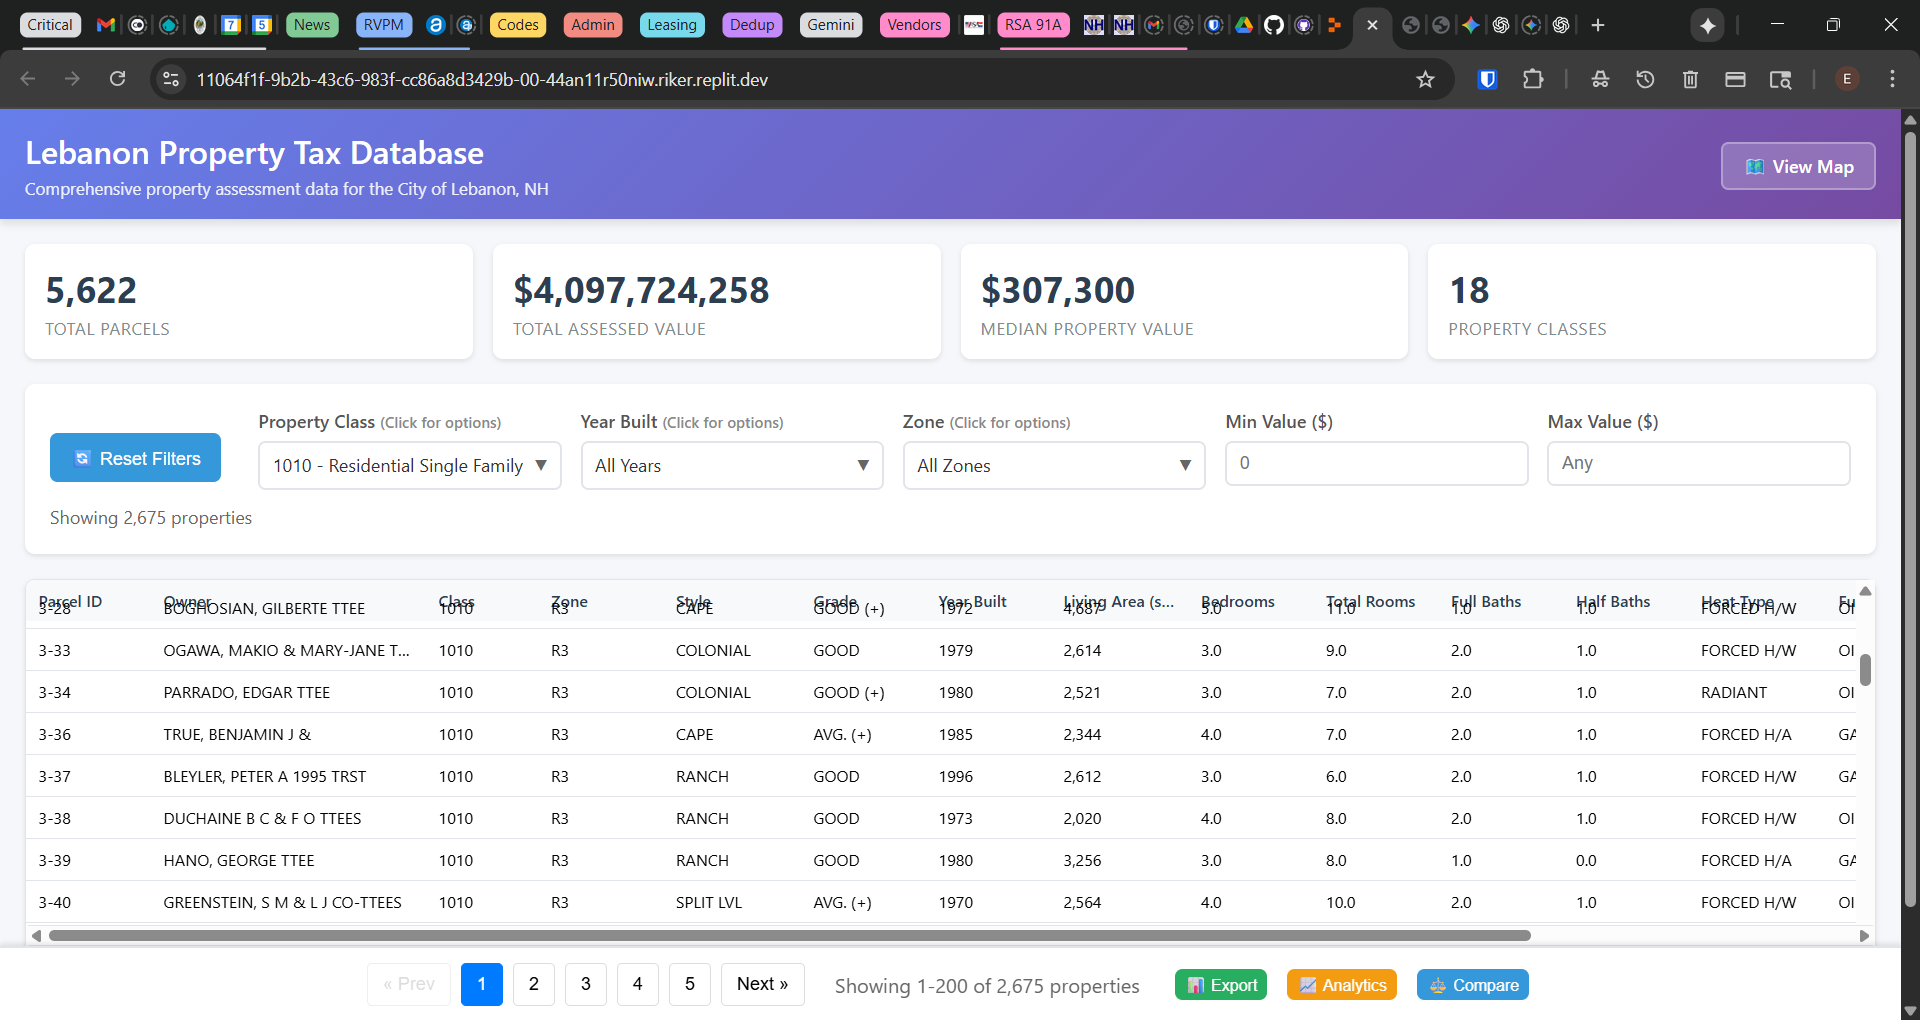 Critical
7
5
News
RVPM
Codes
Admin
Leasing
Dedup
Gemini
Vendors
RSA 91A
NH
NH
11064f1f-9b2b-43c6-983f-cc86a8d3429b-00-44an11r50niw.riker.replit.dev
E
Lebanon Property Tax Database
Comprehensive property assessment data for the City of Lebanon, NH
View Map
5,622
TOTAL PARCELS
$4,097,724,258
TOTAL ASSESSED VALUE
$307,300
MEDIAN PROPERTY VALUE
18
PROPERTY CLASSES
Reset Filters
Property Class (Click for options)
1010 - Residential Single Family
Year Built (Click for options)
All Years
Zone (Click for options)
All Zones
Min Value ($)
0
Max Value ($)
Any
Showing 2,675 properties
Parcel ID Owner Class Zone Style Grade Year Built Living Area (s... Bedrooms Total Rooms Full Baths Half Baths Heat Type Fu
3-28 BOGHOSIAN, GILBERTE TTEE 1010 R3 CAPE GOOD (+) 1972 4,687 5.0 11.0 1.0 1.0 FORCED H/W OI
3-33 OGAWA, MAKIO & MARY-JANE T... 1010 R3 COLONIAL GOOD 1979 2,614 3.0 9.0 2.0 1.0 FORCED H/W OI
3-34 PARRADO, EDGAR TTEE 1010 R3 COLONIAL GOOD (+) 1980 2,521 3.0 7.0 2.0 1.0 RADIANT OI
3-36 TRUE, BENJAMIN J & 1010 R3 CAPE AVG. (+) 1985 2,344 4.0 7.0 2.0 1.0 FORCED H/A GA
3-37 BLEYLER, PETER A 1995 TRST 1010 R3 RANCH GOOD 1996 2,612 3.0 6.0 2.0 1.0 FORCED H/W GA
3-38 DUCHAINE B C & F O TTEES 1010 R3 RANCH GOOD 1973 2,020 4.0 8.0 2.0 1.0 FORCED H/W OI
3-39 HANO, GEORGE TTEE 1010 R3 RANCH GOOD 1980 3,256 3.0 8.0 1.0 0.0 FORCED H/A GA
3-40 GREENSTEIN, S M & L J CO-TTEES 1010 R3 SPLIT LVL AVG. (+) 1970 2,564 4.0 10.0 2.0 1.0 FORCED H/W OI
« Prev 1 2 3 4 5 Next » Showing 1-200 of 2,675 properties Export Analytics Compare